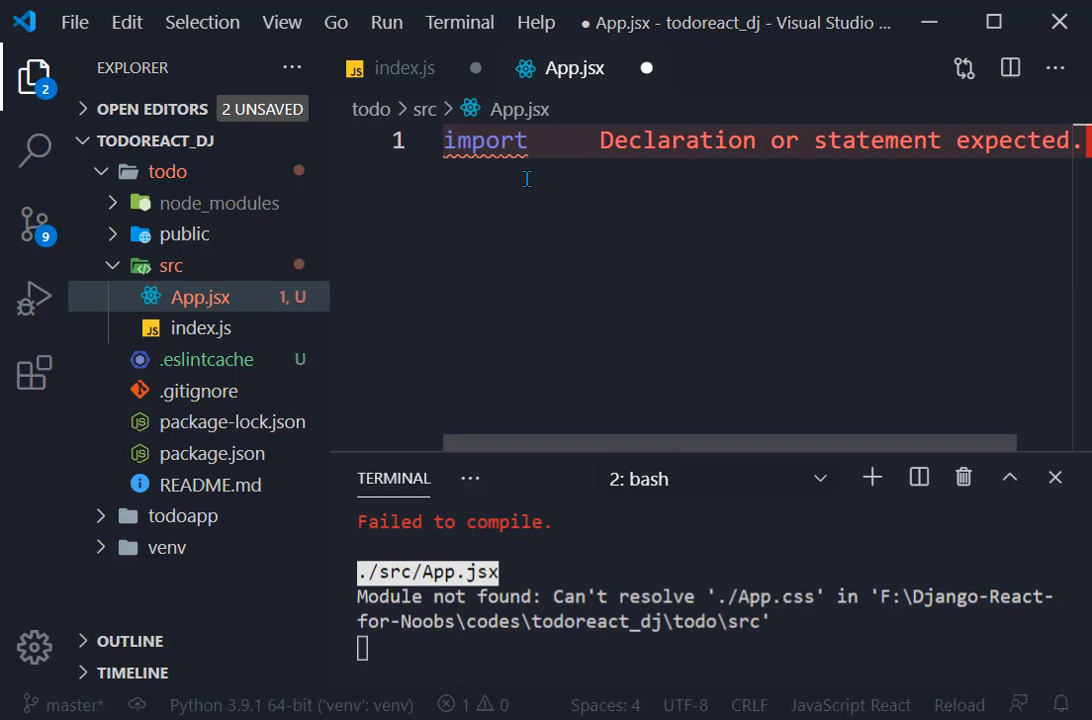 File Edit Selection View Go Run Terminal Help ● App.jsx - todoreact_dj - Visual Studio ...
EXPLORER ...
2
OPEN EDITORS 2 UNSAVED
TODOREACT_DJ
todo
node_modules
9
public
src
App.jsx 1, U
JS index.js
.eslintcache U
.gitignore
package-lock.json
package.json
README.md
todoapp
venv
OUTLINE
TIMELINE
JS index.js ● App.jsx ●
todo > src > App.jsx
1 import Declaration or statement expected.
TERMINAL ... 2: bash
Failed to compile.
./src/App.jsx
Module not found: Can't resolve './App.css' in 'F:\Django-React-
for-Noobs\codes\todoreact_dj\todo\src'
master* Python 3.9.1 64-bit ('venv': venv) 1 0 Spaces: 4 UTF-8 CRLF JavaScript React Reload